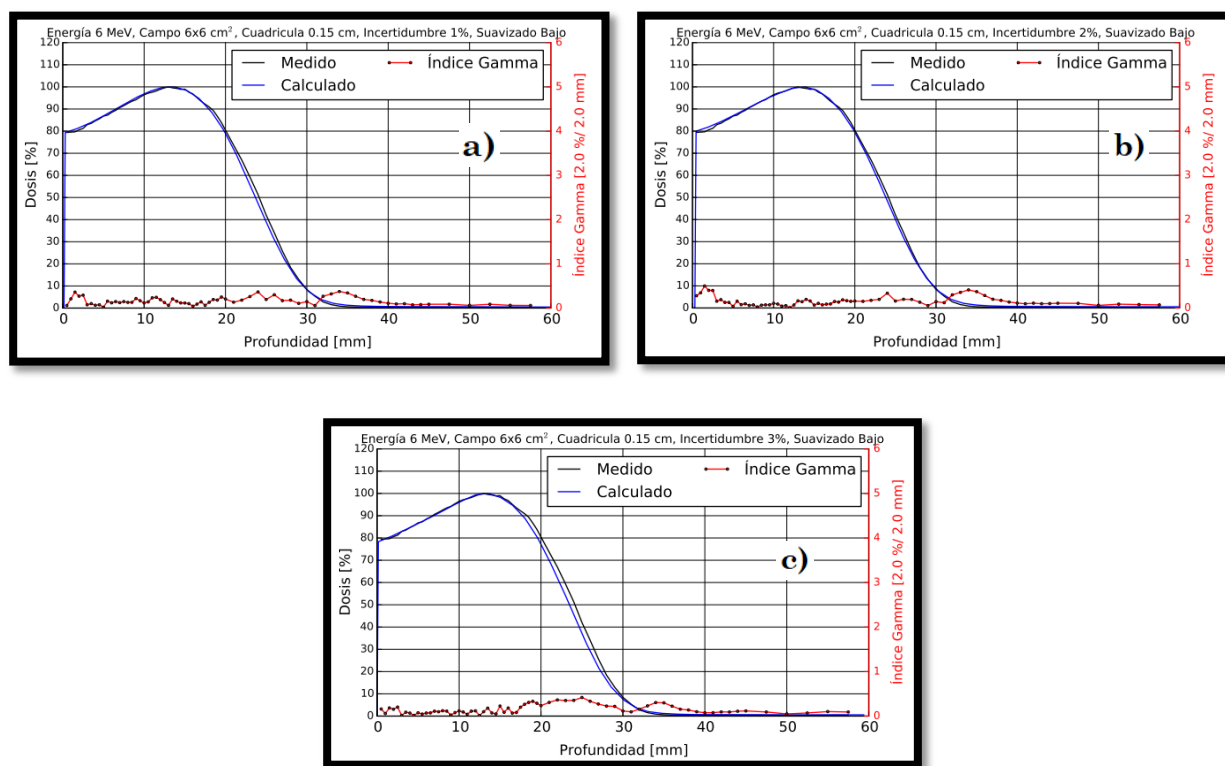 Energía 6 MeV, Campo 6x6 cm², Cuadricula 0.15 cm, Incertidumbre 1%, Suavizado Bajo
Medido
Índice Gamma
Calculado
a)
120
110
100
90
80
70
60
50
40
30
20
10
0
Dosis [%]
0 10 20 30 40 50 60
Profundidad [mm]
6
5
4
3
2
1
0
Índice Gamma [2.0 %/ 2.0 mm]
Energía 6 MeV, Campo 6x6 cm², Cuadricula 0.15 cm, Incertidumbre 2%, Suavizado Bajo
Medido
Índice Gamma
Calculado
b)
120
110
100
90
80
70
60
50
40
30
20
10
0
Dosis [%]
0 10 20 30 40 50 60
Profundidad [mm]
6
5
4
3
2
1
0
Índice Gamma [2.0 %/ 2.0 mm]
Energía 6 MeV, Campo 6x6 cm², Cuadricula 0.15 cm, Incertidumbre 3%, Suavizado Bajo
Medido
Índice Gamma
Calculado
c)
120
110
100
90
80
70
60
50
40
30
20
10
0
Dosis [%]
0 10 20 30 40 50 60
Profundidad [mm]
6
5
4
3
2
1
0
Índice Gamma [2.0 %/ 2.0 mm]